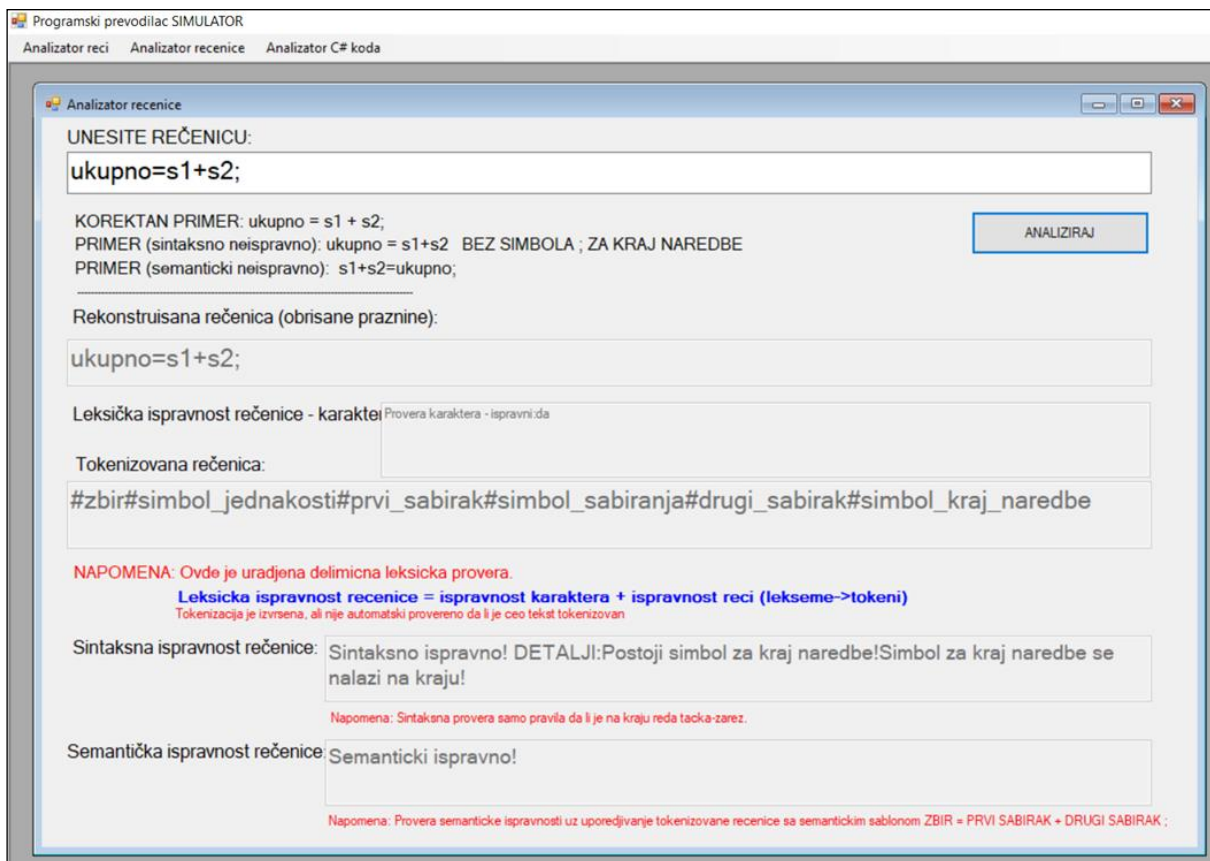 Programski prevodilac SIMULATOR
Analizator reci Analizator recenice Analizator C# koda
Analizator recenice
UNESITE REČENICU:
ukupno=s1+s2;
KOREKTAN PRIMER: ukupno = s1 + s2;
PRIMER (sintaksno neispravno): ukupno = s1+s2 BEZ SIMBOLA ; ZA KRAJ NAREDBE
PRIMER (semanticki neispravno): s1+s2=ukupno;
ANALIZIRAJ
Rekonstruisana rečenica (obrisane praznine):
ukupno=s1+s2;
Leksička ispravnost rečenice - karakter
Provera karaktera - ispravni:da
Tokenizovana rečenica:
#zbir#simbol_jednakosti#prvi_sabirak#simbol_sabiranja#drugi_sabirak#simbol_kraj_naredbe
NAPOMENA: Ovde je uradjena delimicna leksicka provera.
Leksicka ispravnost recenice = ispravnost karaktera + ispravnost reci (lekseme->tokeni)
Tokenizacija je izvrsena, ali nije automatski provereno da li je ceo tekst tokenizovan
Sintaksna ispravnost rečenice:
Sintaksno ispravno! DETALJI:Postoji simbol za kraj naredbe!Simbol za kraj naredbe se
nalazi na kraju!
Napomena: Sintaksna provera samo pravila da li je na kraju reda tacka-zarez.
Semantička ispravnost rečenice:
Semanticki ispravno!
Napomena: Provera semanticke ispravnosti uz uporedjivanje tokenizovane recenice sa semantickim sablonom ZBIR = PRVI SABIRAK + DRUGI SABIRAK ;